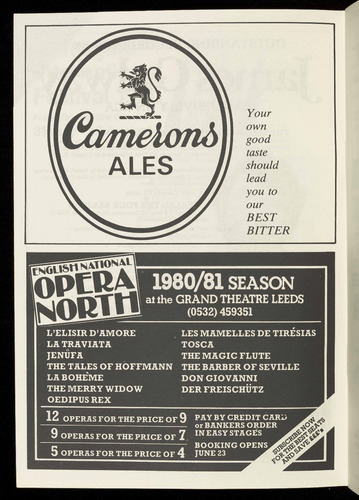 Camerons
ALES
Your
own
good
taste
should
lead
you to
our
BEST
BITTER
ENGLISH NATIONAL
OPERA
NORTH
1980/81 SEASON
at the GRAND THEATRE LEEDS
(0532) 459351
L'ELISIR D'AMORE
LA TRAVIATA
JENŮFA
THE TALES OF HOFFMANN
LA BOHÈME
THE MERRY WIDOW
OEDIPUS REX
LES MAMELLES DE TIRÉSIAS
TOSCA
THE MAGIC FLUTE
THE BARBER OF SEVILLE
DON GIOVANNI
DER FREISCHÜTZ
12 OPERAS FOR THE PRICE OF 9
9 OPERAS FOR THE PRICE OF 7
5 OPERAS FOR THE PRICE OF 4
PAY BY CREDIT CARD
or BANKERS ORDER
IN EASY STAGES
BOOKING OPENS
JUNE 23
SUBSCRIBE NOW
FOR THE BEST SEATS
AND SAVE £££'s